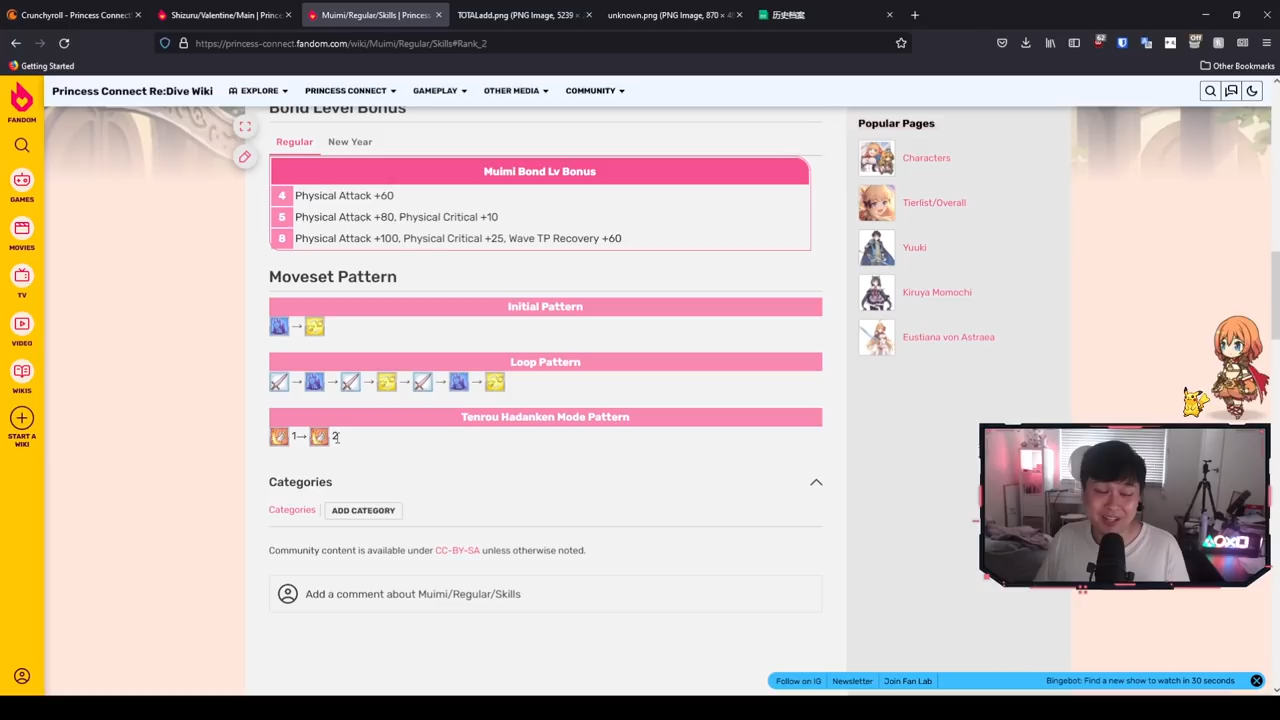 Crunchyroll - Princess Connect!
Shizuru/Valentine/Main | Prince
Muimi/Regular/Skills | Princess
TOTALadd.png (PNG Image, 5239 ×
unknown.png (PNG Image, 870 × 48
历史档案
https://princess-connect.fandom.com/wiki/Muimi/Regular/Skills#Rank_2
62
Off
Getting Started
Other Bookmarks
FANDOM
GAMES
MOVIES
TV
VIDEO
WIKIS
START A
WIKI
Princess Connect Re:Dive Wiki
EXPLORE
PRINCESS CONNECT
GAMEPLAY
OTHER MEDIA
COMMUNITY
Bond Level Bonus
Regular
New Year
Muimi Bond Lv Bonus
4 Physical Attack +60
5 Physical Attack +80, Physical Critical +10
8 Physical Attack +100, Physical Critical +25, Wave TP Recovery +60
Moveset Pattern
Initial Pattern
→
Loop Pattern
→ → → → → →
Tenrou Hadanken Mode Pattern
1→ 2
Categories
Categories
ADD CATEGORY
Community content is available under CC-BY-SA unless otherwise noted.
Add a comment about Muimi/Regular/Skills
Popular Pages
Characters
Tierlist/Overall
Yuuki
Kiruya Momochi
Eustiana von Astraea
Follow on IG
Newsletter
Join Fan Lab
Bingebot: Find a new show to watch in 30 seconds